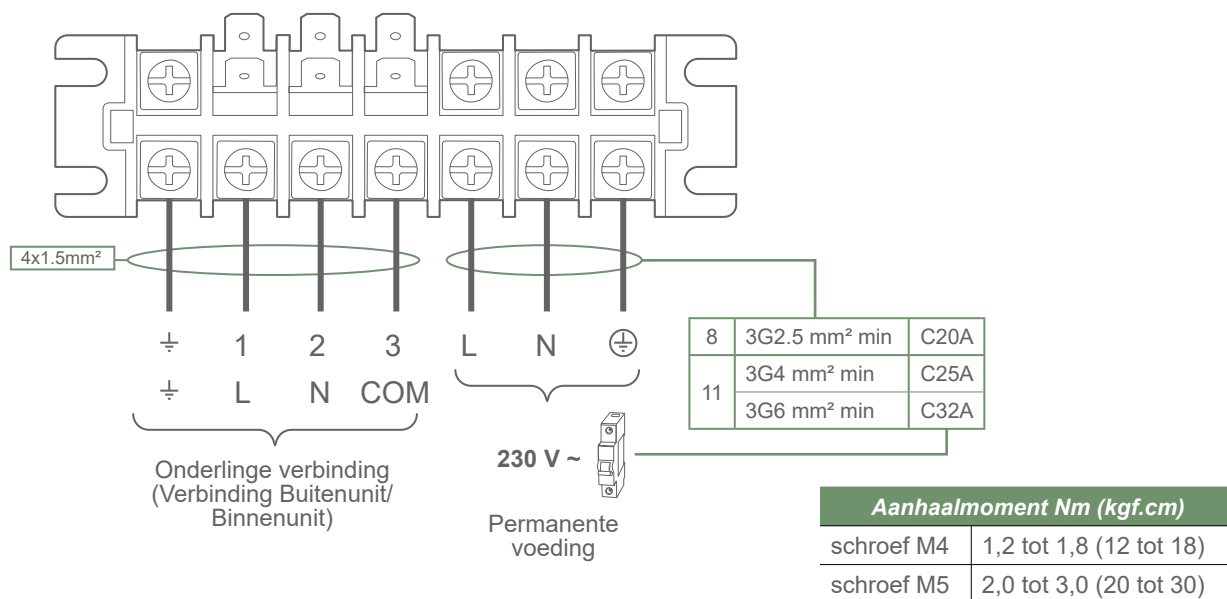 4x1.5mm²
⏚ 1 2 3 L N ⏚
⏚ L N COM
8 3G2.5 mm² min C20A
11 3G4 mm² min C25A
3G6 mm² min C32A
Onderlinge verbinding
(Verbinding Buitenunit/
Binnenunit)
230 V ~
Permanente
voeding
Aanhaalmoment Nm (kgf.cm)
schroef M4 1,2 tot 1,8 (12 tot 18)
schroef M5 2,0 tot 3,0 (20 tot 30)